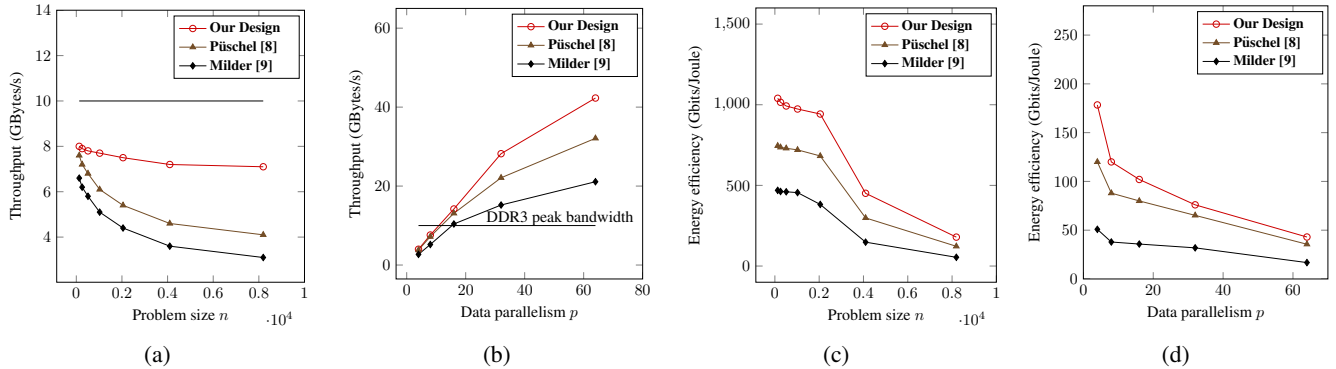 14
12
10
8
6
4
0
0.2
0.4
0.6
0.8
1
·10⁴
Throughput (GBytes/s)
Problem size n
Our Design
Püschel [8]
Milder [9]
(a)
60
40
20
0
0
20
40
60
80
Throughput (GBytes/s)
Data parallelism p
Our Design
Püschel [8]
Milder [9]
DDR3 peak bandwidth
(b)
1,500
1,000
500
0
0
0.2
0.4
0.6
0.8
1
·10⁴
Energy efficiency (Gbits/Joule)
Problem size n
Our Design
Püschel [8]
Milder [9]
(c)
250
200
150
100
50
0
0
20
40
60
Energy efficiency (Gbits/Joule)
Data parallelism p
Our Design
Püschel [8]
Milder [9]
(d)